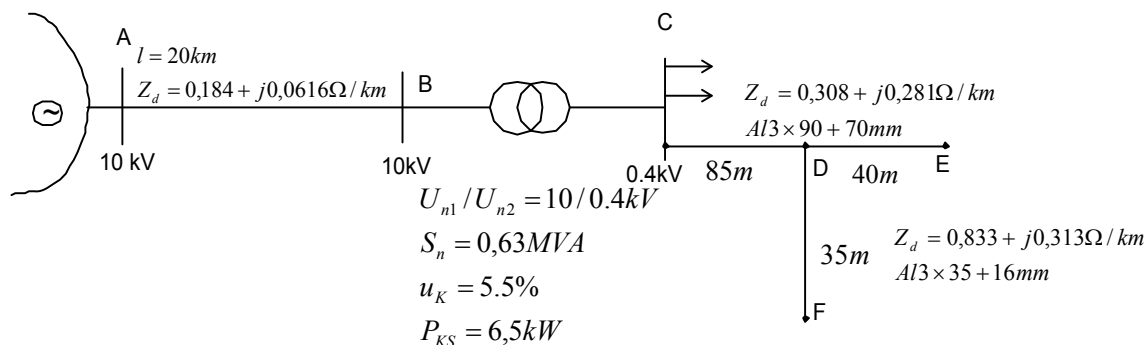 A
l = 20km
Z_d = 0,184 + j0,0616Ω / km
~
10 kV
B
10kV
U_n1 / U_n2 = 10 / 0.4kV
S_n = 0,63MVA
u_K = 5.5%
P_KS = 6,5kW
C
0.4kV
Z_d = 0,308 + j0,281Ω / km
Al3 × 90 + 70mm
85m
D
40m
E
35m
Z_d = 0,833 + j0,313Ω / km
Al3 × 35 + 16mm
F